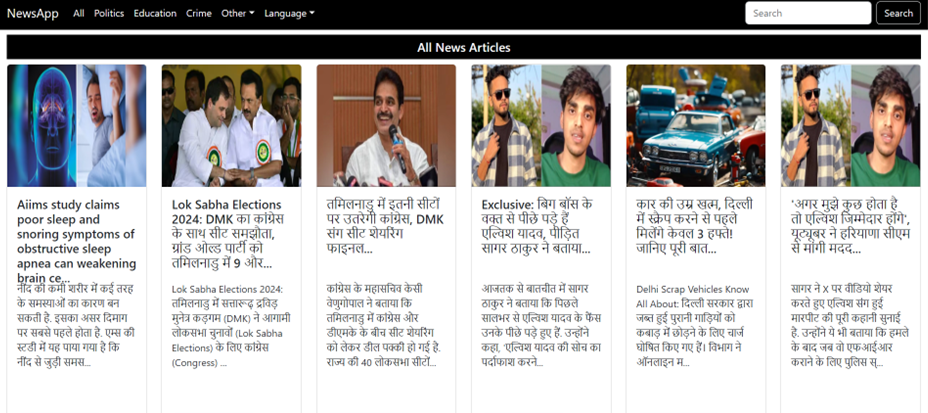 NewsApp All Politics Education Crime Other Language Search Search
All News Articles
Aiims study claims
poor sleep and
snoring symptoms of
obstructive sleep
apnea can weakening
brain ce...
नींद की कमी शरीर में कई तरह
के समस्याओं का कारण बन
सकती है. इसका असर दिमाग
पर सबसे पहले होता है. एम्स की
स्टडी में यह पाया गया है कि
नींद से जुड़ी समस...
Lok Sabha Elections
2024: DMK का कांग्रेस
के साथ सीट समझौता,
ग्रांड ओल्ड पार्टी को
तमिलनाडु में 9 और...
Lok Sabha Elections 2024:
तमिलनाडु में सत्तारूढ़ द्रविड़
मुनेत्र कड़गम (DMK) ने आगामी
लोकसभा चुनावों (Lok Sabha
Elections) के लिए कांग्रेस
(Congress) ...
तमिलनाडु में इतनी सीटों
पर उतरेगी कांग्रेस, DMK
संग सीट शेयरिंग
फाइनल...
कांग्रेस के महासचिव केसी
वेणुगोपाल ने बताया कि
तमिलनाडु में कांग्रेस और
डीएमके के बीच सीट शेयरिंग
को लेकर डील पक्की हो गई है.
राज्य की 40 लोकसभा सीटों...
Exclusive: बिग बॉस के
वक्त से पीछे पड़े हैं
एल्विश यादव, पीड़ित
सागर ठाकुर ने बताया...
आजतक से बातचीत में सागर
ठाकुर ने बताया कि पिछले
सालभर से एल्विश यादव के फैंस
उनके पीछे पड़े हुए हैं. उन्होंने
कहा, 'एल्विश यादव की सोच का
पर्दाफाश करने...
कार की उम्र खत्म, दिल्ली
में स्क्रैप करने से पहले
मिलेंगे केवल 3 हफ्ते!
जानिए पूरी बात...
Delhi Scrap Vehicles Know
All About: दिल्ली सरकार द्वारा
जब्त हुई पुरानी गाड़ियों को
कबाड़ में छोड़ने के लिए चार्ज
घोषित किए गए हैं। विभाग ने
ऑनलाइन म...
'अगर मुझे कुछ होता है
तो एल्विश जिम्मेदार होंगे',
यूट्यूबर ने हरियाणा सीएम
से मांगी मदद...
सागर ने X पर वीडियो शेयर
करते हुए एल्विश संग हुई
मारपीट की पूरी कहानी सुनाई
है. उन्होंने ये भी बताया कि हमले
के बाद जब वो एफआईआर
कराने के लिए पुलिस स्...